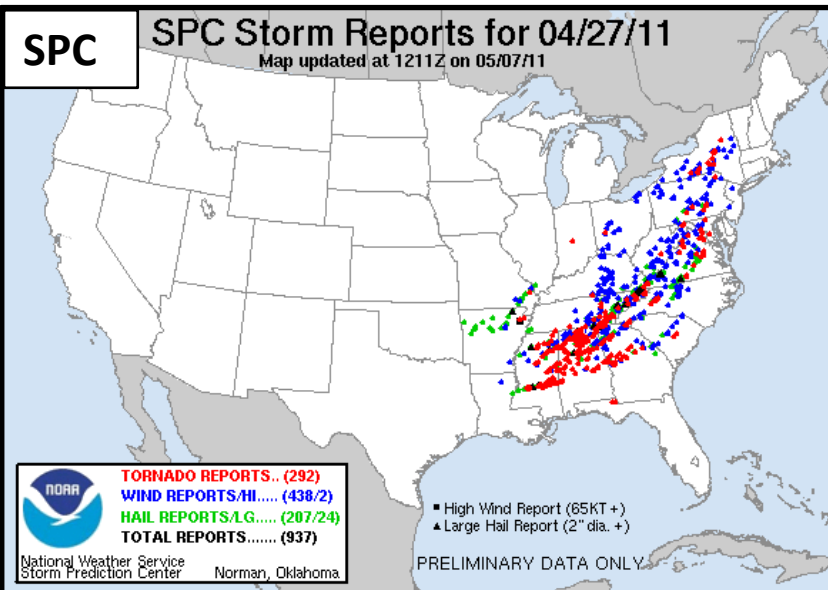 SPC
SPC Storm Reports for 04/27/11
Map updated at 1211Z on 05/07/11
NOAA
TORNADO REPORTS.. (292)
WIND REPORTS/HI..... (438/2)
HAIL REPORTS/LG..... (207/24)
TOTAL REPORTS....... (937)
National Weather Service
Storm Prediction Center Norman, Oklahoma
High Wind Report (65KT +)
Large Hail Report (2" dia. +)
PRELIMINARY DATA ONLY